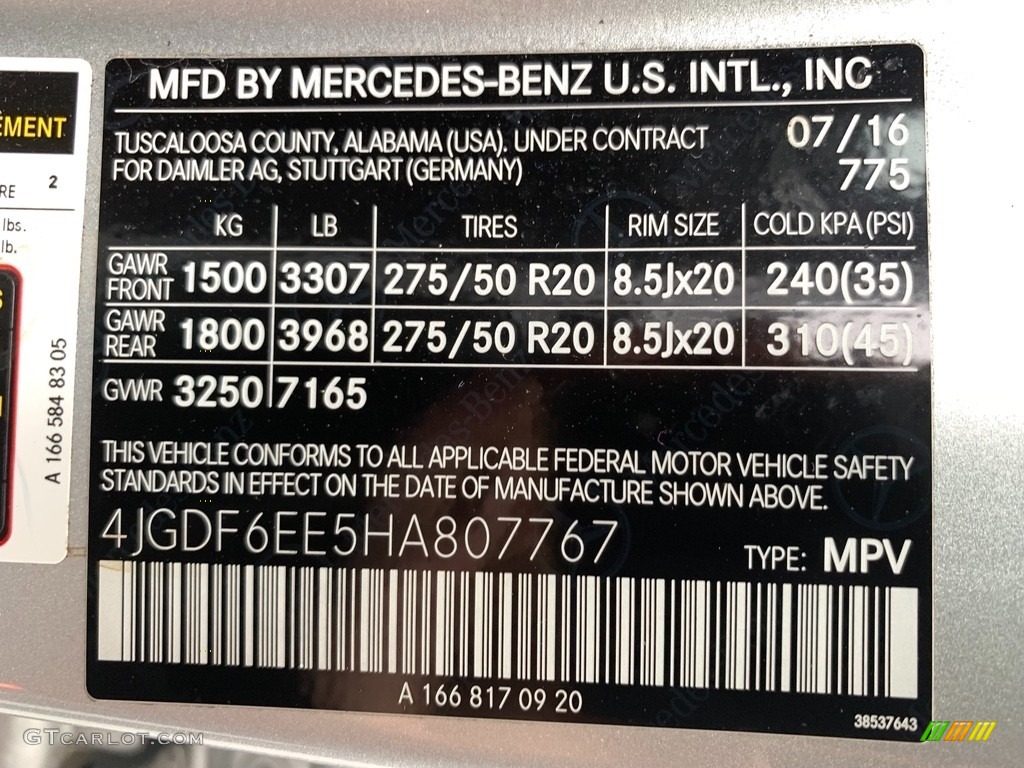 MFD BY MERCEDES-BENZ U.S. INTL., INC
TUSCALOOSA COUNTY, ALABAMA (USA). UNDER CONTRACT
FOR DAIMLER AG, STUTTGART (GERMANY)
07/16
775
KG LB TIRES RIM SIZE COLD KPA (PSI)
GAWR FRONT 1500 3307 275/50 R20 8.5Jx20 240(35)
GAWR REAR 1800 3968 275/50 R20 8.5Jx20 310(45)
GVWR 3250 7165
THIS VEHICLE CONFORMS TO ALL APPLICABLE FEDERAL MOTOR VEHICLE SAFETY
STANDARDS IN EFFECT ON THE DATE OF MANUFACTURE SHOWN ABOVE.
4JGDF6EE5HA807767
TYPE: MPV
A 166 817 09 20
38537643
EMENT
RE 2
lbs.
lb.
A 166 584 83 05
GTCARLOT.COM